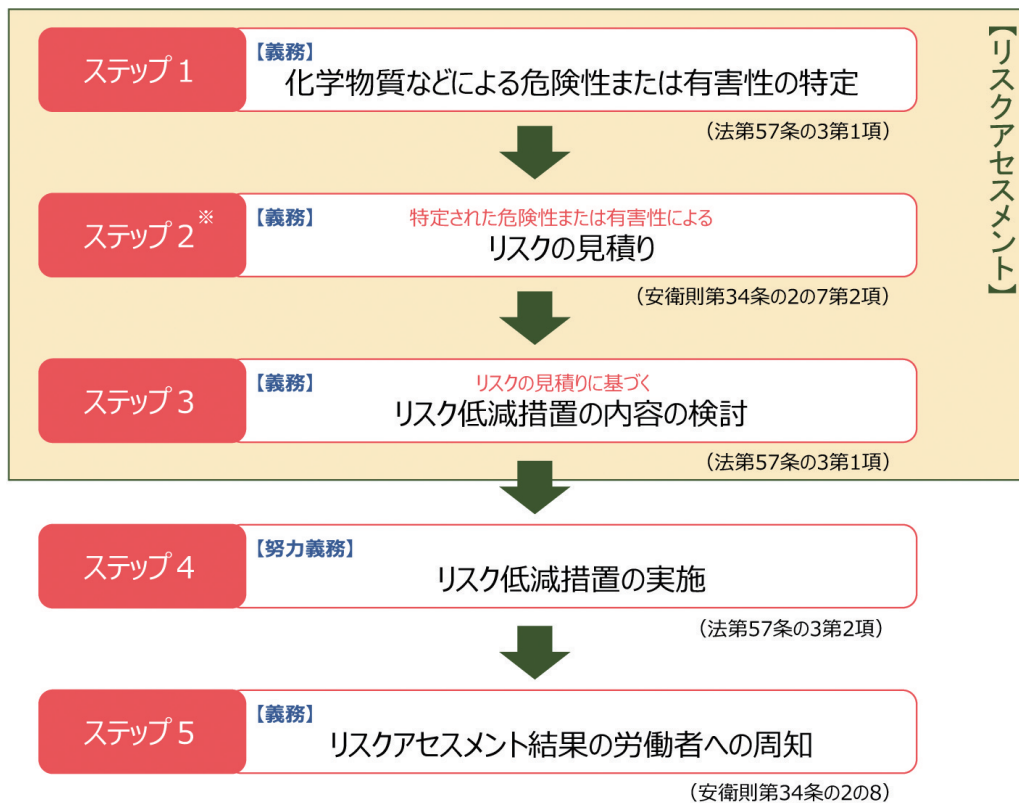 【リスクアセスメント】
ステップ1
【義務】
化学物質などによる危険性または有害性の特定
（法第57条の3第1項）
ステップ2※
【義務】
特定された危険性または有害性による
リスクの見積り
（安衛則第34条の2の7第2項）
ステップ3
【義務】
リスクの見積りに基づく
リスク低減措置の内容の検討
（法第57条の3第1項）
ステップ4
【努力義務】
リスク低減措置の実施
（法第57条の3第2項）
ステップ5
【義務】
リスクアセスメント結果の労働者への周知
（安衛則第34条の2の8）